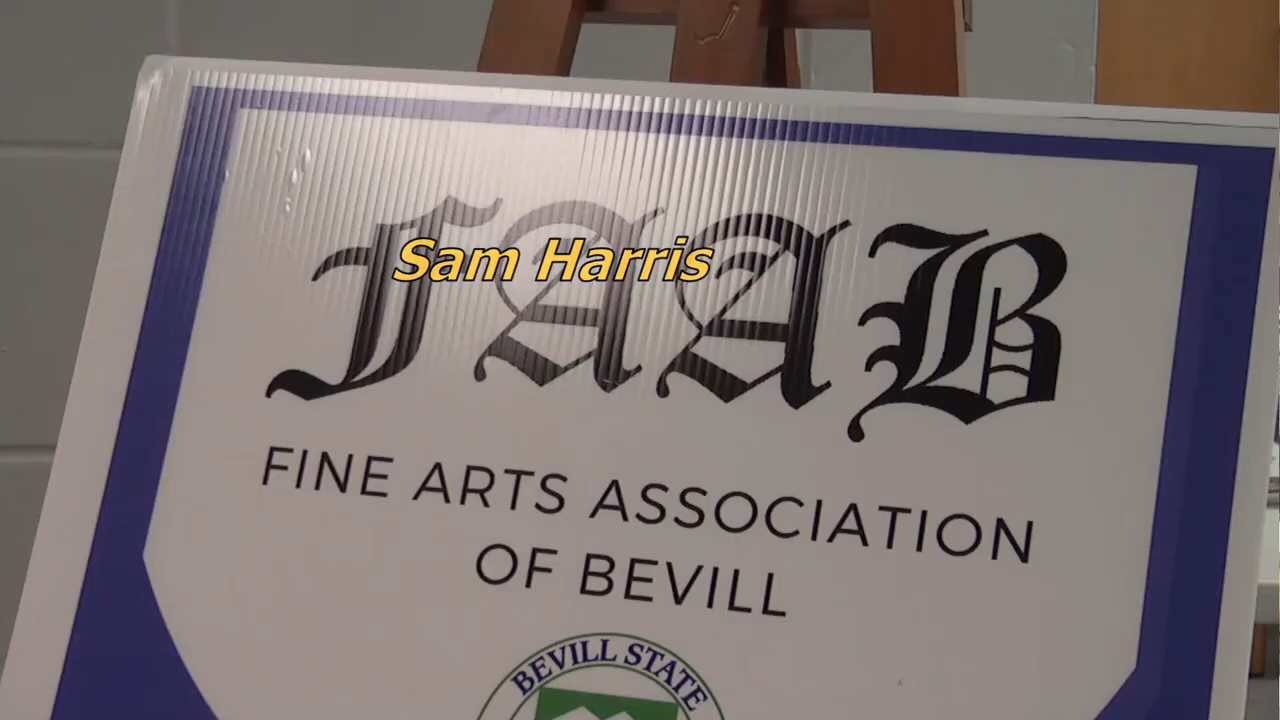 FAAB
Sam Harris
FINE ARTS ASSOCIATION
OF BEVILL
BEVILL STATE